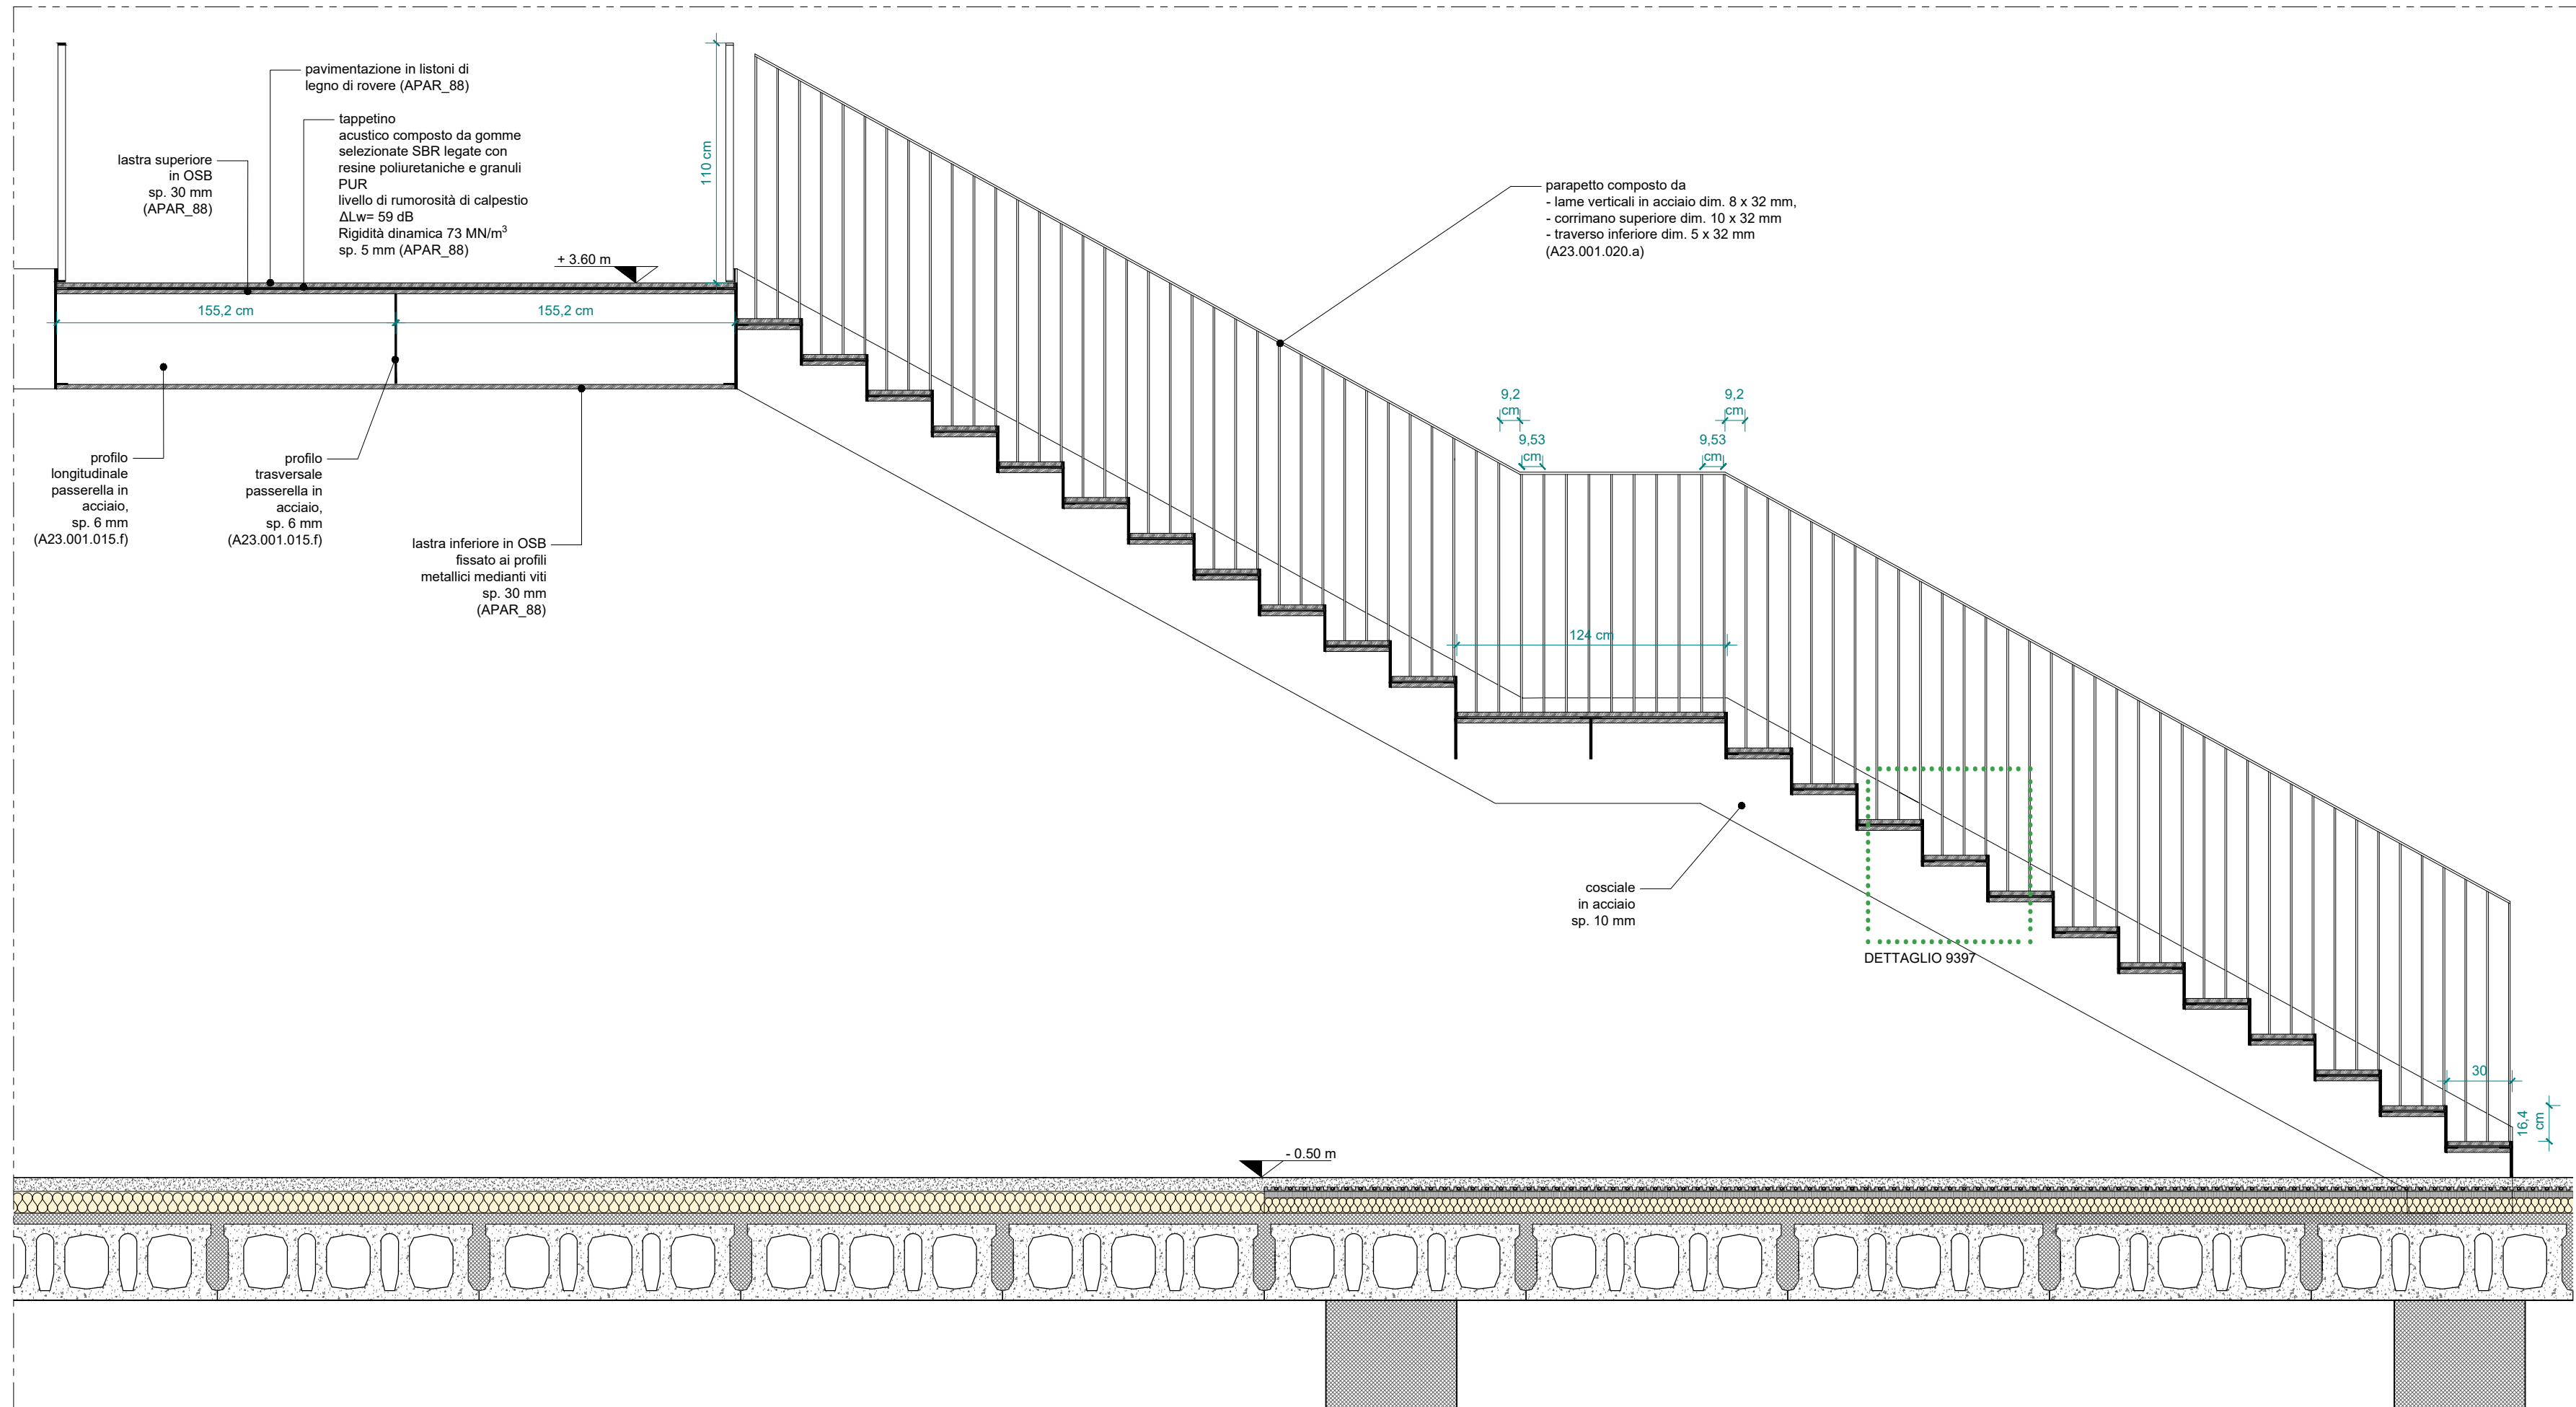 pavimentazione in listoni di
legno di rovere (APAR_88)
tappetino
acustico composto da gomme
selezionate SBR legate con
resine poliuretaniche e granuli
PUR
livello di rumorosità di calpestio
ΔLw= 59 dB
Rigidità dinamica 73 MN/m³
sp. 5 mm (APAR_88)
lastra superiore
in OSB
sp. 30 mm
(APAR_88)
110 cm
parapetto composto da
- lame verticali in acciaio dim. 8 x 32 mm,
- corrimano superiore dim. 10 x 32 mm
- traverso inferiore dim. 5 x 32 mm
(A23.001.020.a)
+ 3.60 m
155,2 cm
155,2 cm
9,2
cm
9,2
cm
9,53
cm
9,53
cm
profilo
longitudinale
passerella in
acciaio,
sp. 6 mm
(A23.001.015.f)
profilo
trasversale
passerella in
acciaio,
sp. 6 mm
(A23.001.015.f)
lastra inferiore in OSB
fissato ai profili
metallici medianti viti
sp. 30 mm
(APAR_88)
124 cm
cosciale
in acciaio
sp. 10 mm
DETTAGLIO 9397
30
16,4
cm
- 0.50 m